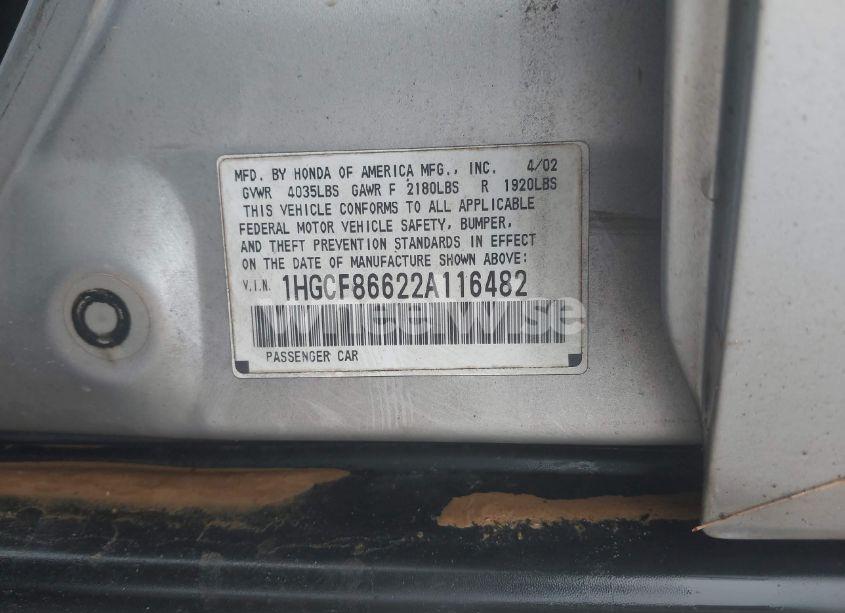 MFD. BY HONDA OF AMERICA MFG., INC. 4/02
GVWR 4035LBS GAWR F 2180LBS R 1920LBS
THIS VEHICLE CONFORMS TO ALL APPLICABLE
FEDERAL MOTOR VEHICLE SAFETY, BUMPER,
AND THEFT PREVENTION STANDARDS IN EFFECT
ON THE DATE OF MANUFACTURE SHOWN ABOVE:
V.I.N. 1HGCF86622A116482
wheelwise
PASSENGER CAR